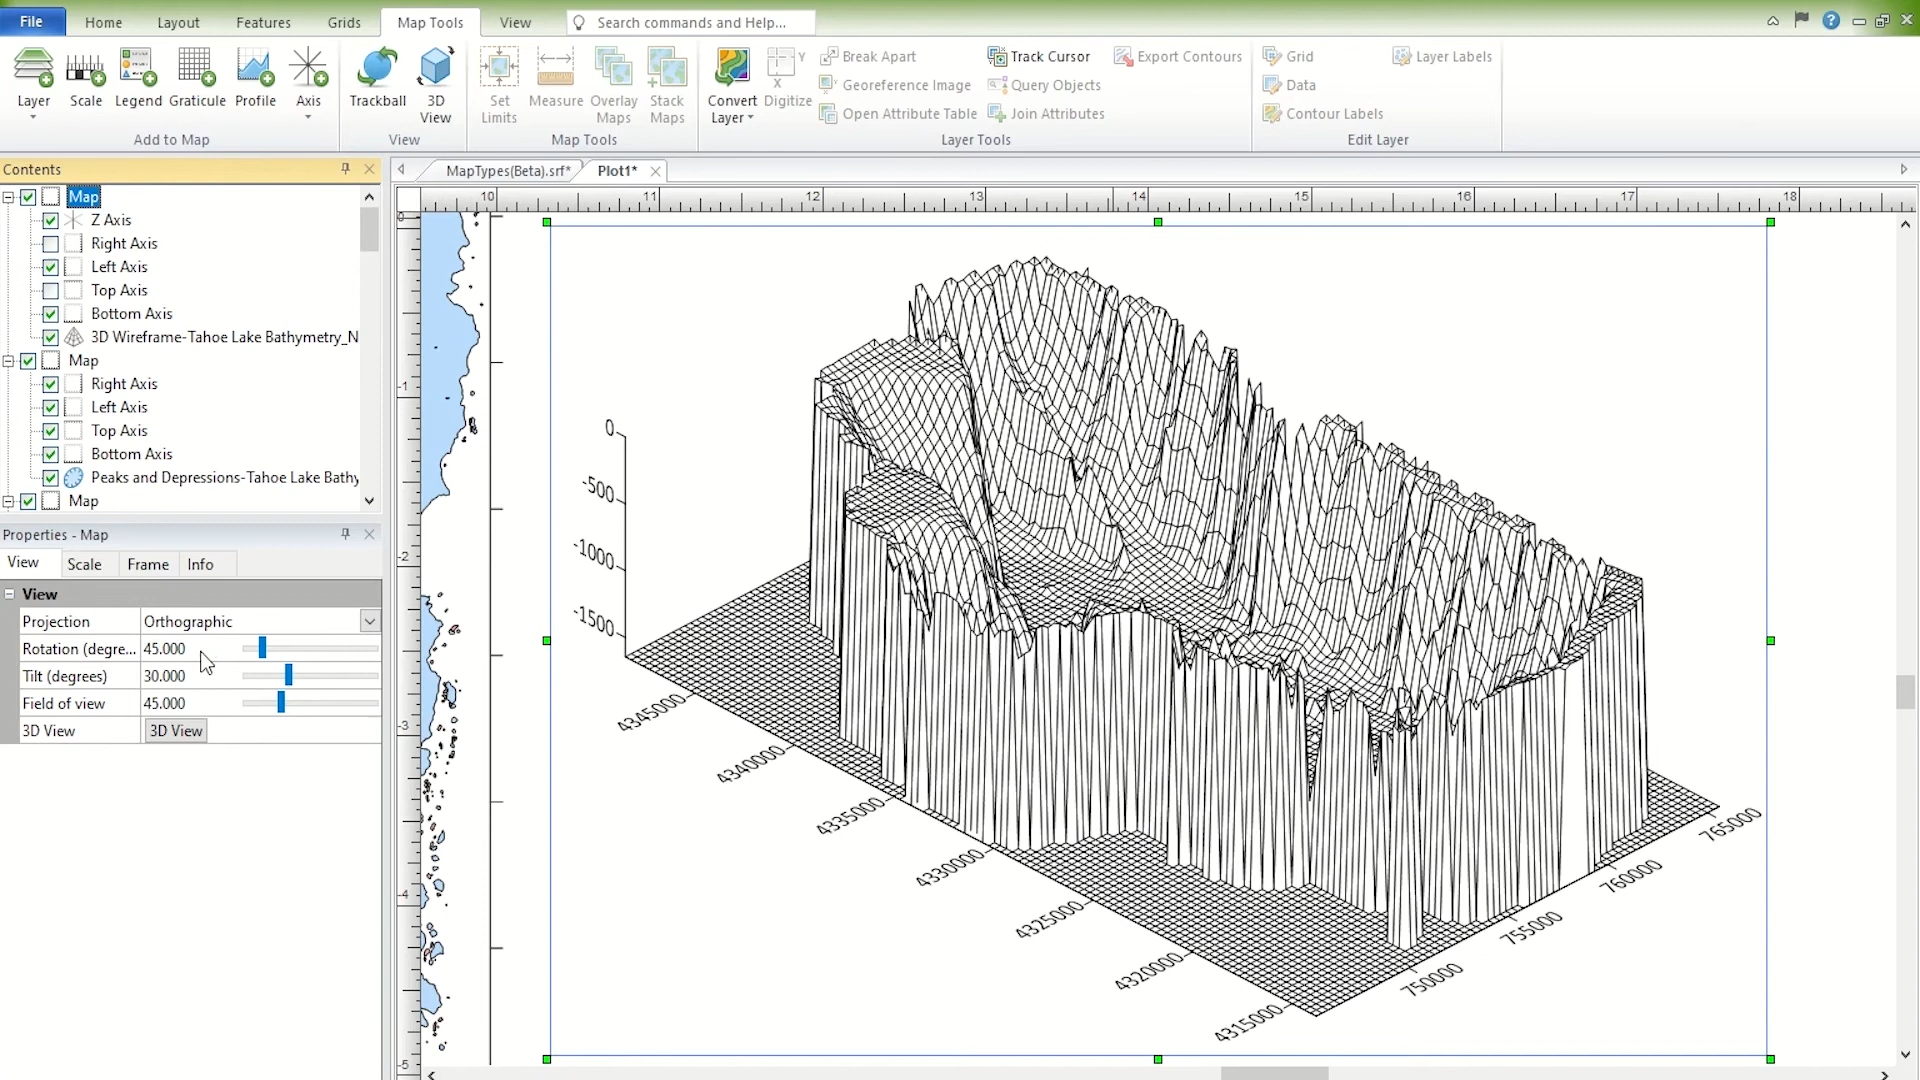 File Home Layout Features Grids Map Tools View Search commands and Help...
Layer Scale Legend Graticule Profile Axis
Add to Map
Trackball 3D View
View
Set Limits Measure Overlay Maps Stack Maps
Map Tools
Convert Layer Digitize
X Y
Break Apart Track Cursor Export Contours
Georeference Image Query Objects
Open Attribute Table Join Attributes
Layer Tools
Grid Layer Labels
Data
Contour Labels
Edit Layer
Contents
Map
Z Axis
Right Axis
Left Axis
Top Axis
Bottom Axis
3D Wireframe-Tahoe Lake Bathymetry_N
Map
Right Axis
Left Axis
Top Axis
Bottom Axis
Peaks and Depressions-Tahoe Lake Bathy
Map
Properties - Map
View Scale Frame Info
View
Projection Orthographic
Rotation (degre... 45.000
Tilt (degrees) 30.000
Field of view 45.000
3D View 3D View
MapTypes(Beta).srf* Plot1*
10 11 12 13 14 15 16 17 18
0
-1
-2
-3
-4
-5
0
-500
-1000
-1500
4345000
4340000
4335000
4330000
4325000
4320000
4315000
750000
755000
760000
765000